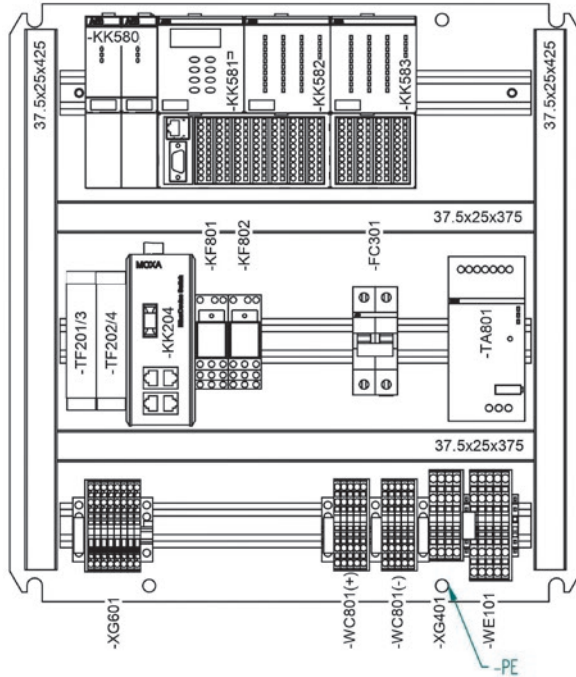 -KK580
-KK581
-KK582
-KK583
37.5x25x425
37.5x25x425
37.5x25x375
-KF801
-KF802
-FC301
MOXA
-TF201/3
-TF202/4
-KK204
-TA801
37.5x25x375
-XG601
-WC801(+)
-WC801(-)
-XG401
-WE101
-PE